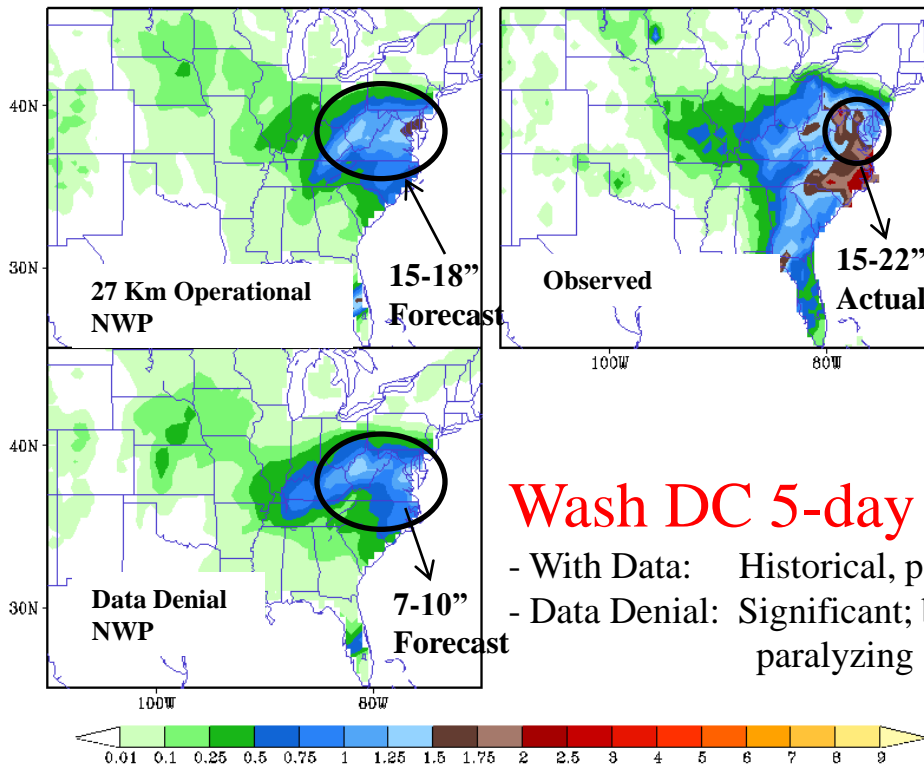 40N
30N
27 Km Operational
NWP
15-18”
Forecast
Observed
15-22”
Actual
100W
80W
40N
30N
Data Denial
NWP
7-10”
Forecast
100W
80W
Wash DC 5-day
- With Data: Historical, p
- Data Denial: Significant;
paralyzing
0.01 0.1 0.25 0.5 0.75 1 1.25 1.5 1.75 2 2.5 3 4 5 6 7 8 9